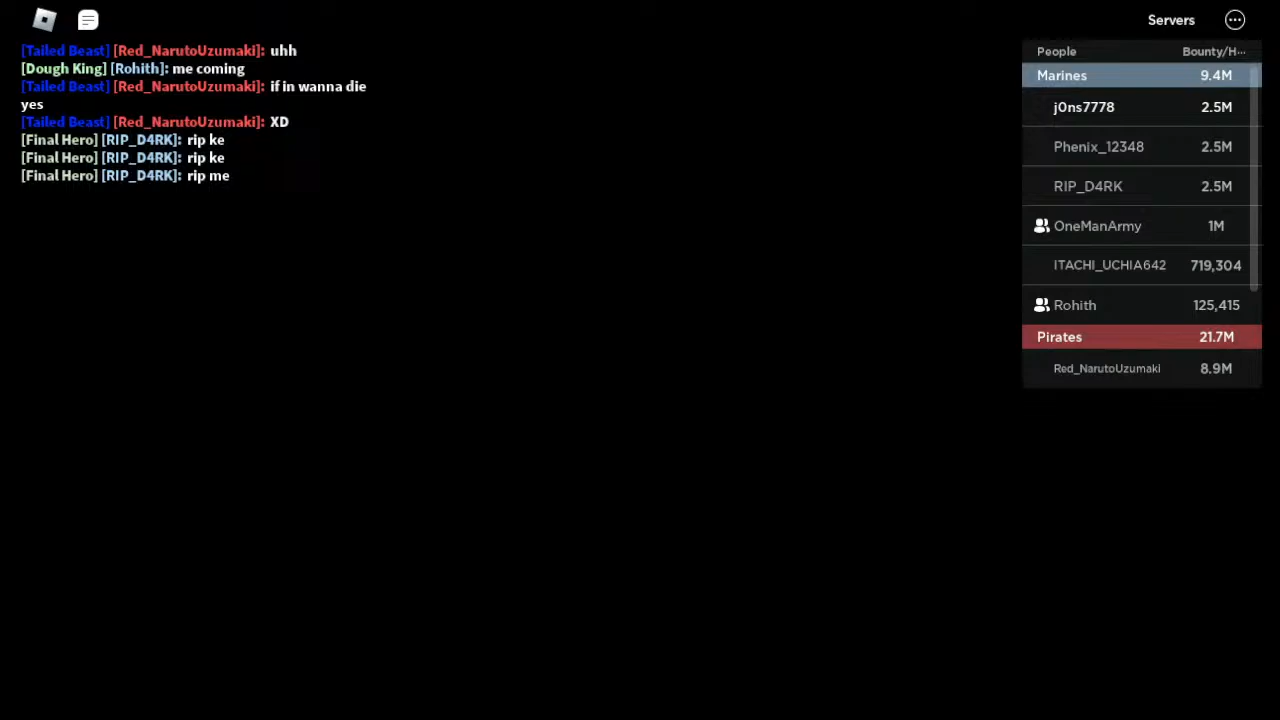 Servers
[Tailed Beast] [Red_NarutoUzumaki]: uhh
[Dough King] [Rohith]: me coming
[Tailed Beast] [Red_NarutoUzumaki]: if in wanna die
yes
[Tailed Beast] [Red_NarutoUzumaki]: XD
[Final Hero] [RIP_D4RK]: rip ke
[Final Hero] [RIP_D4RK]: rip ke
[Final Hero] [RIP_D4RK]: rip me
People Bounty/H···
Marines 9.4M
j0ns7778 2.5M
Phenix_12348 2.5M
RIP_D4RK 2.5M
OneManArmy 1M
ITACHI_UCHIA642 719,304
Rohith 125,415
Pirates 21.7M
Red_NarutoUzumaki 8.9M